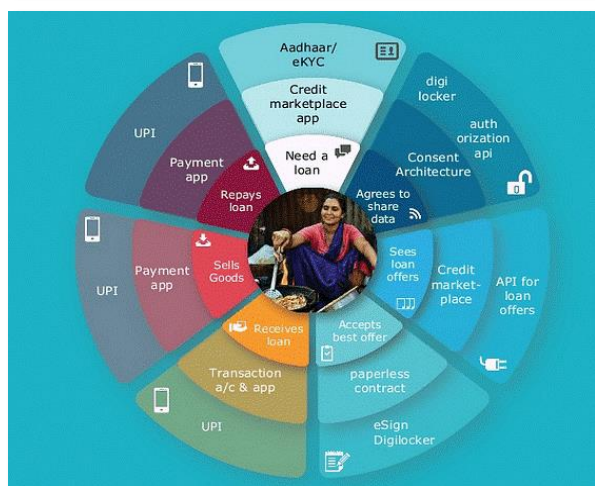 Aadhaar/
eKYC
Credit
marketplace
app
Need a
loan
digi
locker
auth
orization
api
Consent
Architecture
Agrees to
share
data
Sees
loan
offers
Credit
market-
place
API for
loan
offers
Accepts
best offer
paperless
contract
eSign
Digilocker
Receives
loan
Transaction
a/c & app
UPI
Sells
Goods
Payment
app
UPI
Repays
loan
Payment
app
UPI